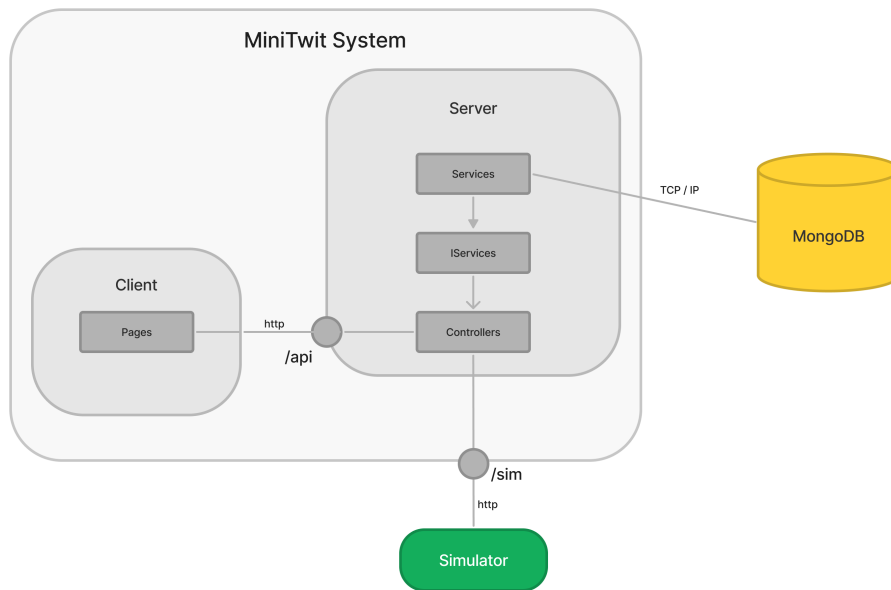 MiniTwit System
Server
Services
TCP / IP
MongoDB
IServices
Client
Pages
http
/api
Controllers
/sim
http
Simulator